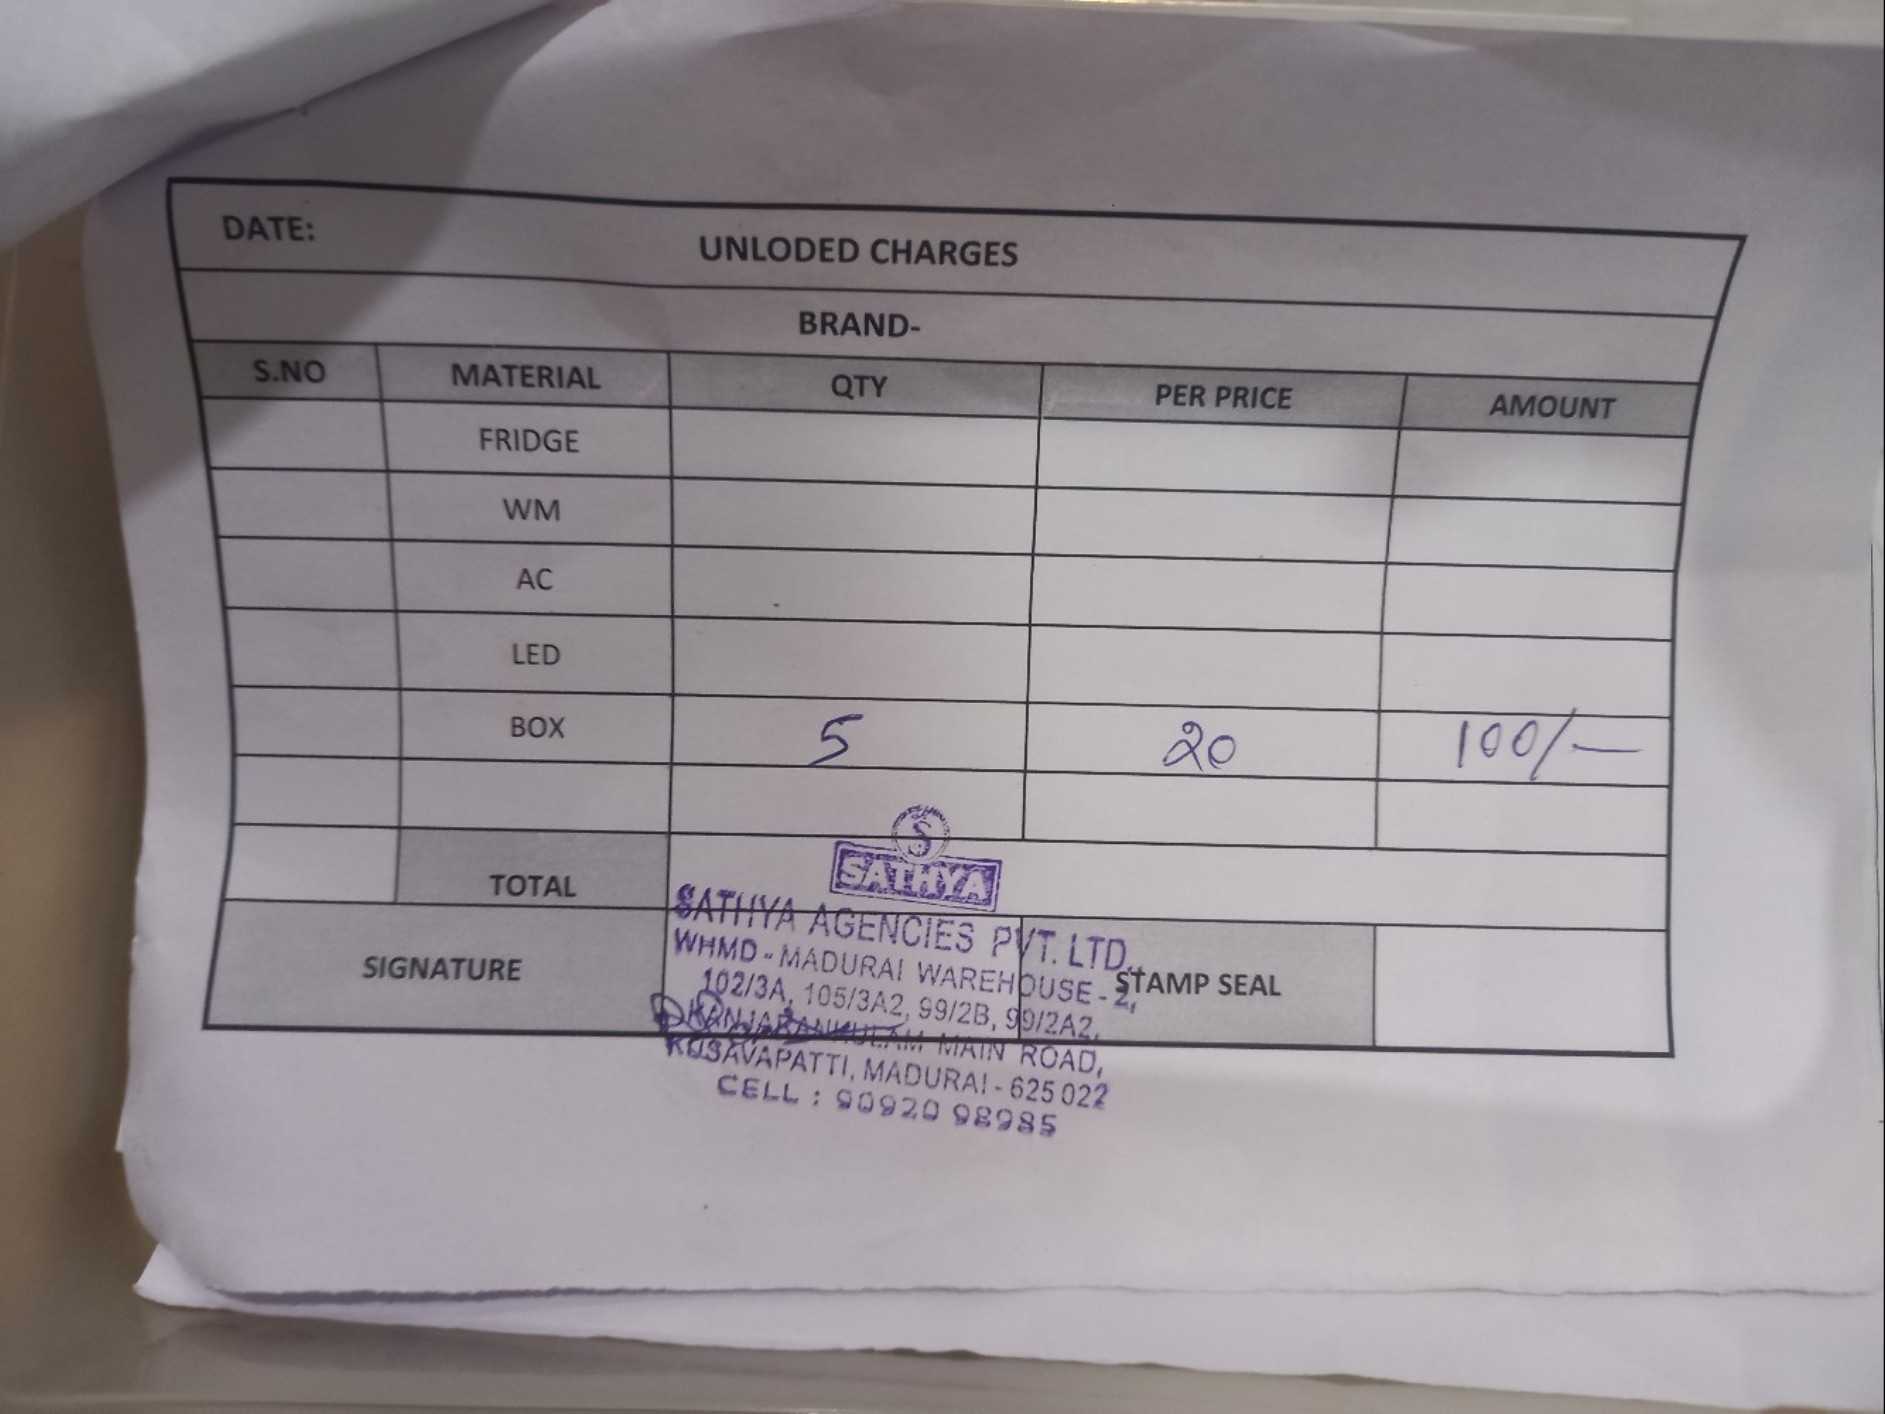 DATE:
UNLODED CHARGES
BRAND-
S.NO MATERIAL QTY PER PRICE AMOUNT
FRIDGE
WM
AC
LED
BOX 5 20 100/-
TOTAL
S
SATHYA
SATHYA AGENCIES PVT. LTD.,
WHMD - MADURAI WAREHOUSE - 2,
102/3A, 105/3A2, 99/2B, 99/2A2,
KANJARANKULAM MAIN ROAD,
KUSAVAPATTI, MADURAI - 625 022
CELL : 90920 98985
SIGNATURE STAMP SEAL